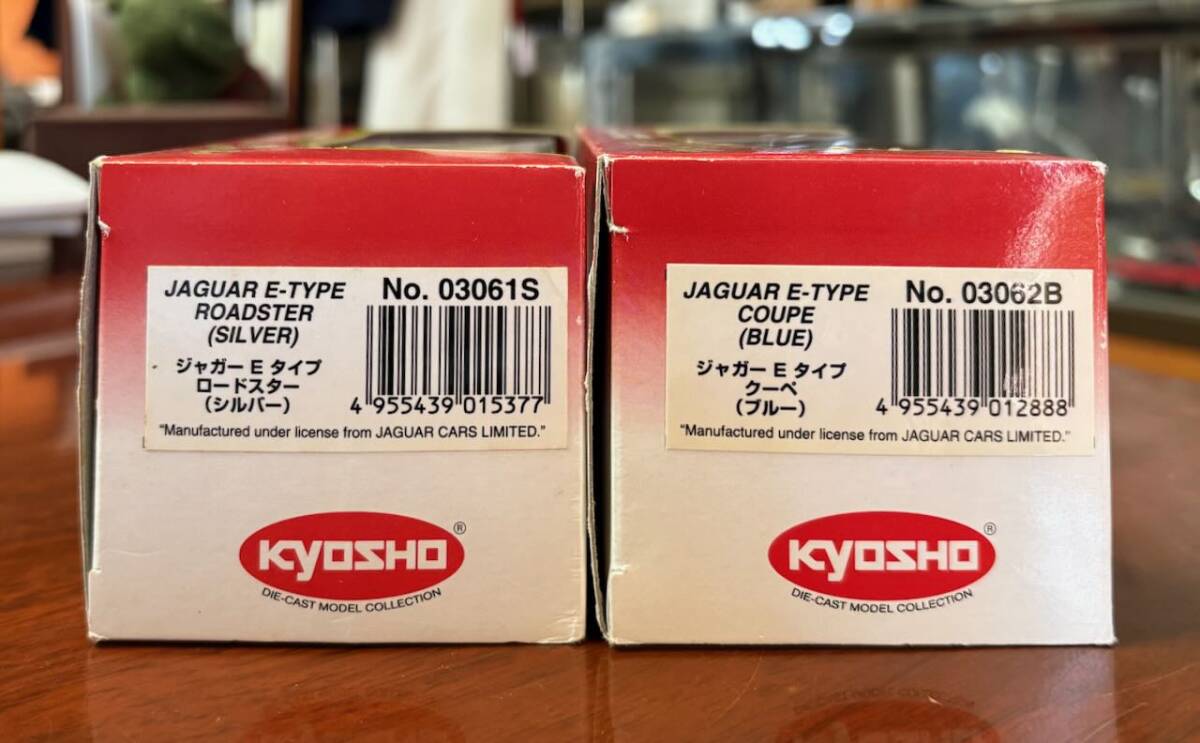 JAGUAR E-TYPE
ROADSTER
(SILVER)
ジャガー E タイプ
ロードスター
(シルバー)
No. 03061S
4 955439 015377
"Manufactured under license from JAGUAR CARS LIMITED."
KYOSHO ®
DIE-CAST MODEL COLLECTION
JAGUAR E-TYPE
COUPE
(BLUE)
ジャガー E タイプ
クーペ
(ブルー)
No. 03062B
4 955439 012888
"Manufactured under license from JAGUAR CARS LIMITED."
KYOSHO ®
DIE-CAST MODEL COLLECTION